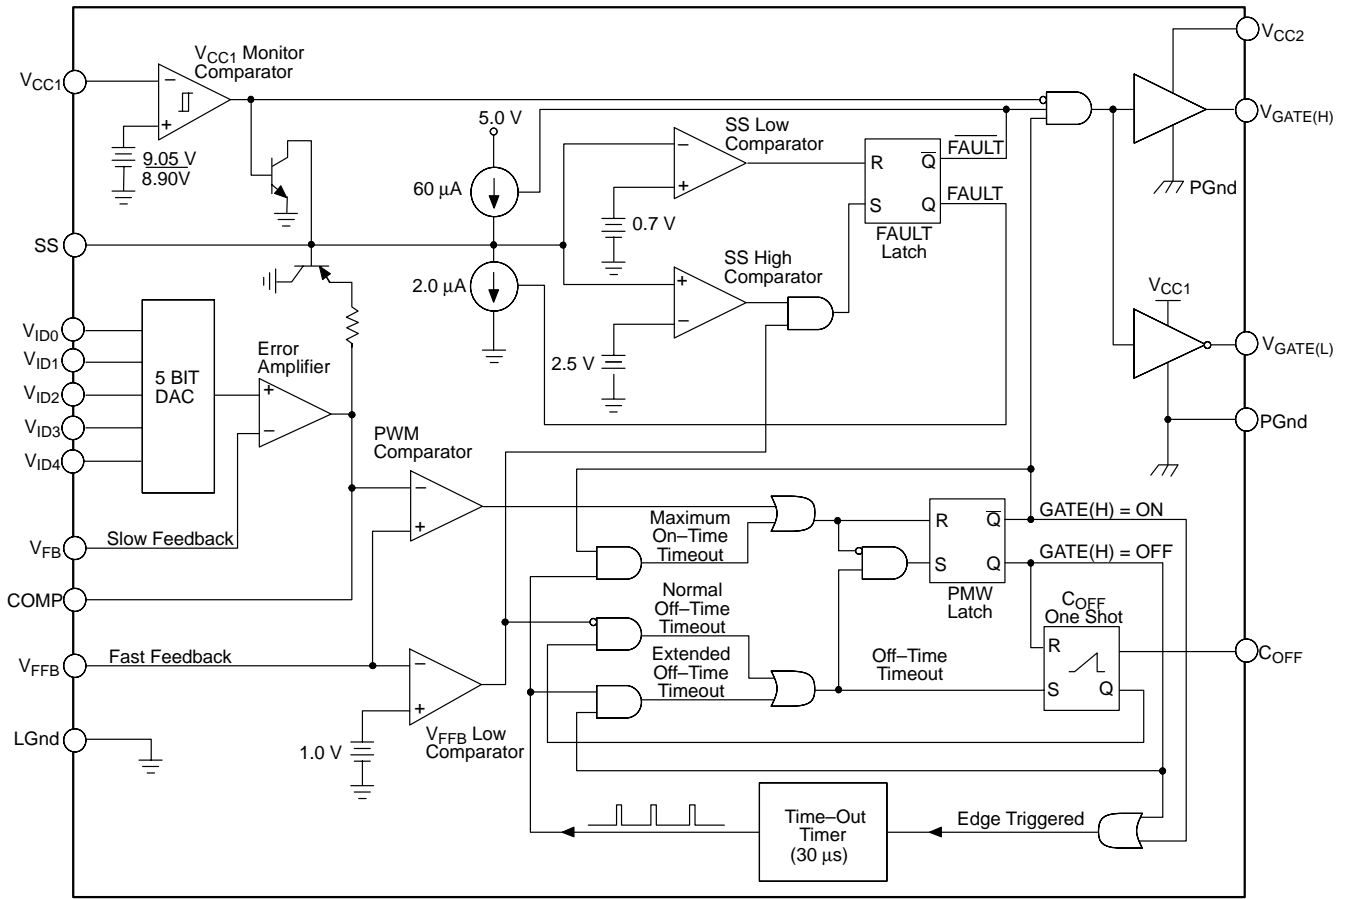 VCC1 Monitor
Comparator
VCC1
−
+
9.05 V
8.90V
5.0 V
60 μA
2.0 μA
SS
SS Low
Comparator
−
+
0.7 V
SS High
Comparator
+
−
2.5 V
R
Q
S
Q
FAULT
FAULT
FAULT
Latch
VCC2
VGATE(H)
PGnd
VCC1
VGATE(L)
PGnd
VID0
VID1
VID2
VID3
VID4
5 BIT
DAC
Error
Amplifier
+
−
PWM
Comparator
−
+
VFB
Slow Feedback
COMP
VFFB
Fast Feedback
LGnd
−
+
1.0 V
VFFB Low
Comparator
Maximum
On–Time
Timeout
Normal
Off–Time
Timeout
Extended
Off–Time
Timeout
R
Q
S
Q
PMW
Latch
GATE(H) = ON
GATE(H) = OFF
COFF
One Shot
R
S
Q
Off–Time
Timeout
COFF
Time–Out
Timer
(30 μs)
Edge Triggered